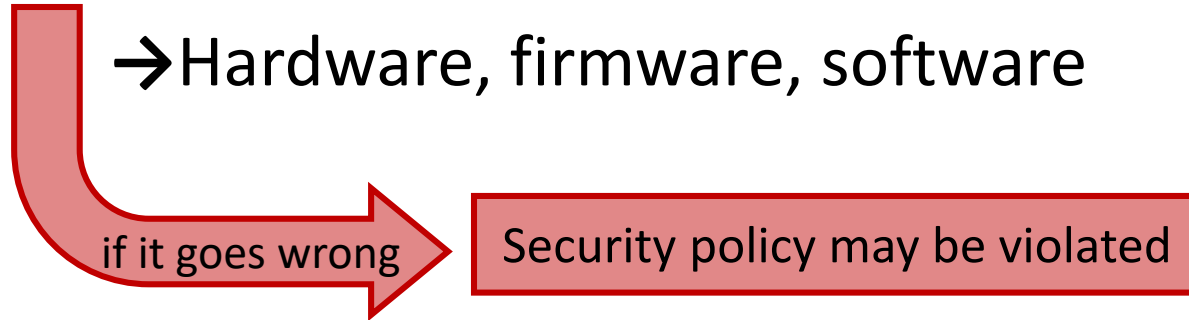 →Hardware, firmware, software
if it goes wrong
Security policy may be violated